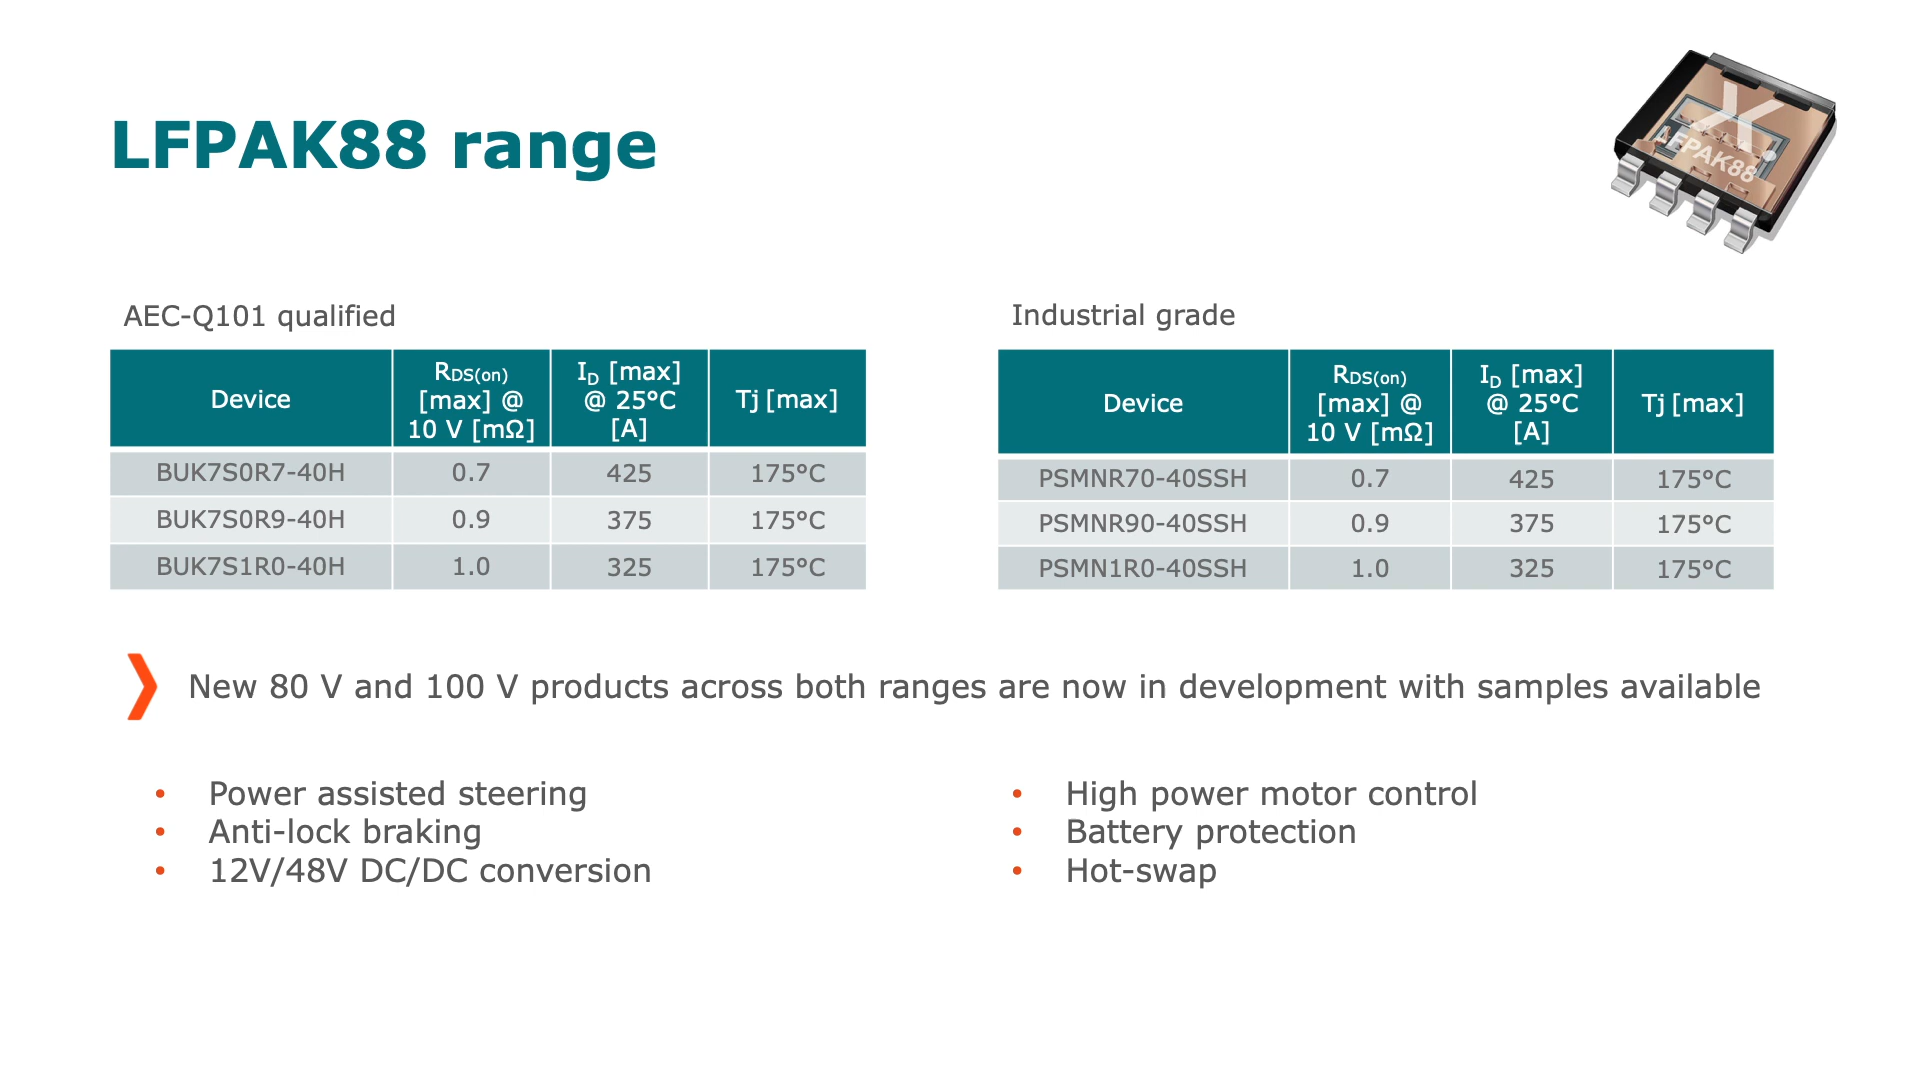 LFPAK88 range
LFPAK88
AEC-Q101 qualified
Device RDS(on) [max] @ 10 V [mΩ] ID [max] @ 25°C [A] Tj [max]
BUK7S0R7-40H 0.7 425 175°C
BUK7S0R9-40H 0.9 375 175°C
BUK7S1R0-40H 1.0 325 175°C
Industrial grade
Device RDS(on) [max] @ 10 V [mΩ] ID [max] @ 25°C [A] Tj [max]
PSMNR70-40SSH 0.7 425 175°C
PSMNR90-40SSH 0.9 375 175°C
PSMN1R0-40SSH 1.0 325 175°C
New 80 V and 100 V products across both ranges are now in development with samples available
• Power assisted steering
• Anti-lock braking
• 12V/48V DC/DC conversion
• High power motor control
• Battery protection
• Hot-swap